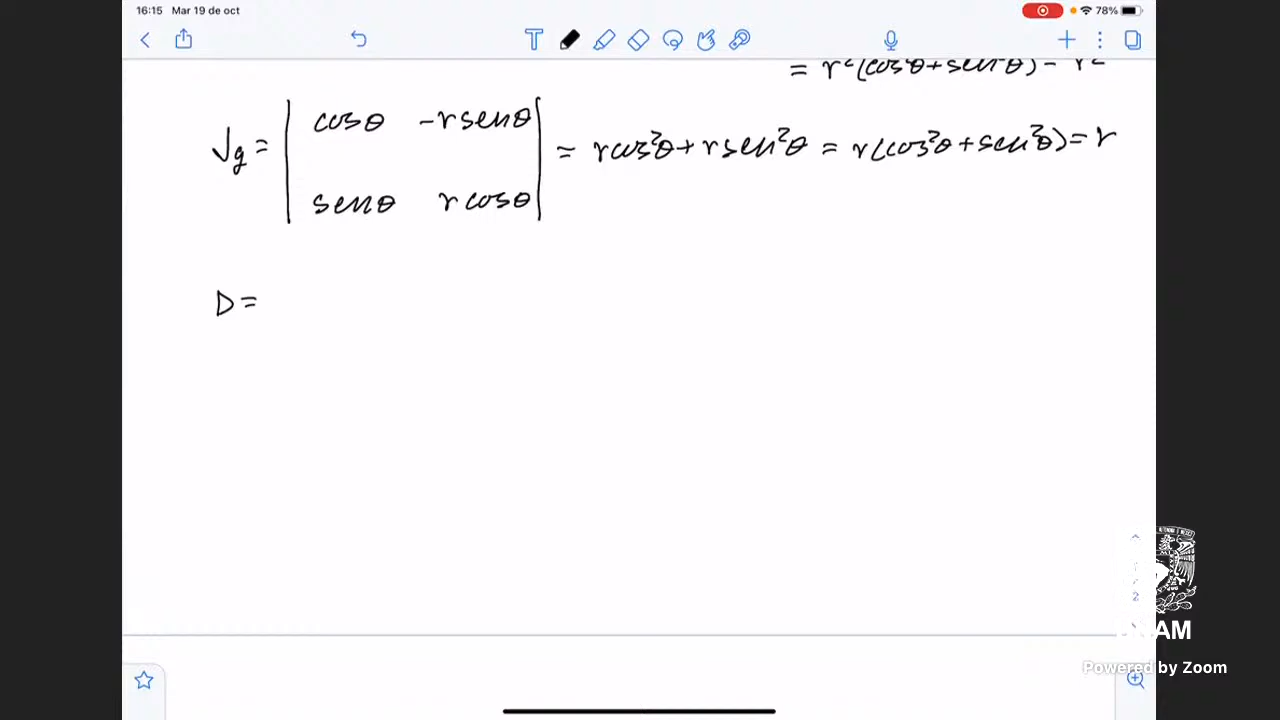 16:15 Mar 19 de oct 78%
= r²(cos²θ+sen²θ) = r²
Jg = | cosθ -rsenθ | = rcos²θ+rsen²θ = r(cos²θ+sen²θ)=r
senθ rcosθ
D=
2
UNAM
Powered by Zoom